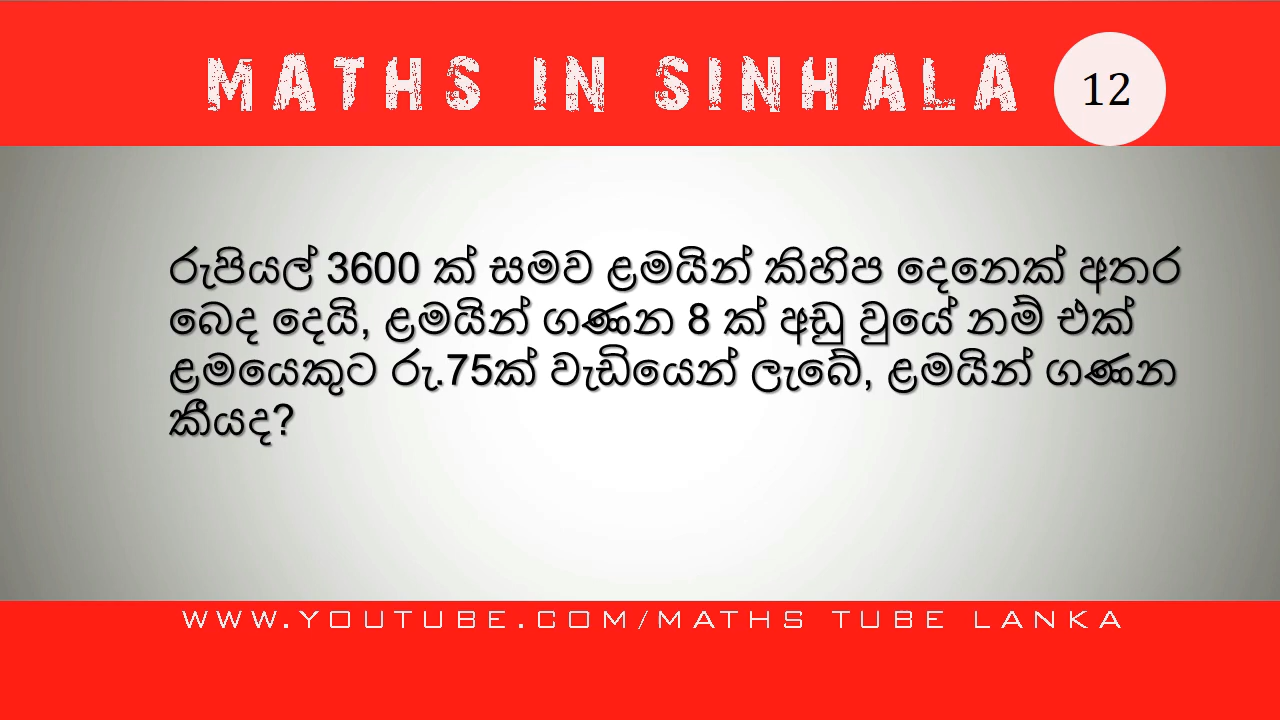 MATHS IN SINHALA
12
රුපියල් 3600 ක් සමව ළමයින් කිහිප දෙනෙක් අතර
බෙද දෙයි, ළමයින් ගණන 8 ක් අඩු වුයේ නම් එක්
ළමයෙකුට රු.75ක් වැඩියෙන් ලැබේ, ළමයින් ගණන
කීයද?
WWW.YOUTUBE.COM/MATHS TUBE LANKA